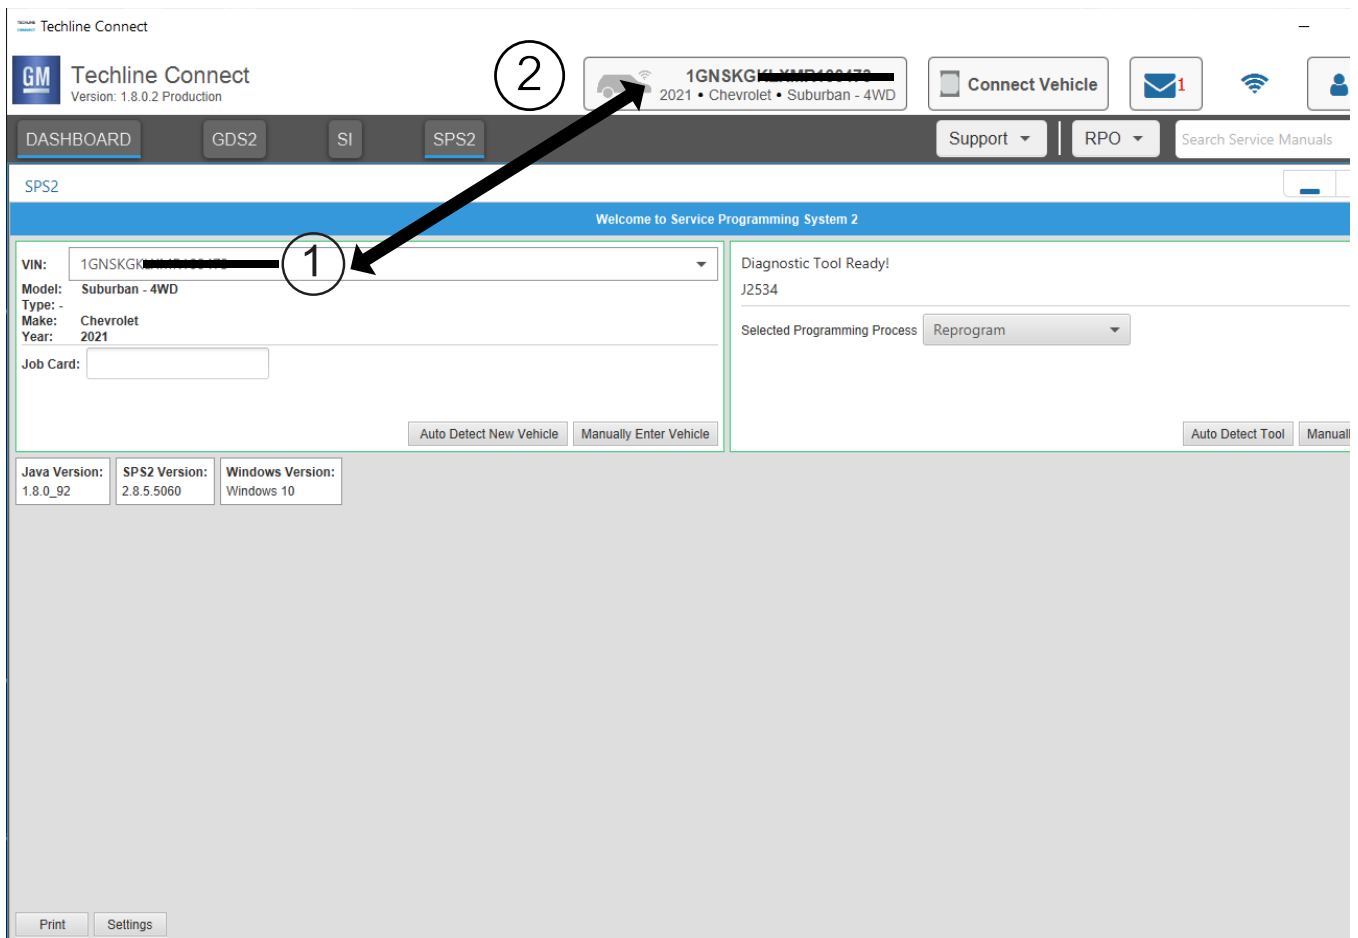 TECHLINE CONNECT Techline Connect
GM
Techline Connect
Version: 1.8.0.2 Production
2
1GNSKG
2021 • Chevrolet • Suburban - 4WD
Connect Vehicle
1
DASHBOARD
GDS2
SI
SPS2
Support
RPO
Search Service Manuals
SPS2
Welcome to Service Programming System 2
VIN: 1GNSKGK
1
Model: Suburban - 4WD
Type: -
Make: Chevrolet
Year: 2021
Job Card:
Auto Detect New Vehicle
Manually Enter Vehicle
Diagnostic Tool Ready!
J2534
Selected Programming Process Reprogram
Auto Detect Tool
Manuall
Java Version:
1.8.0_92
SPS2 Version:
2.8.5.5060
Windows Version:
Windows 10
Print
Settings